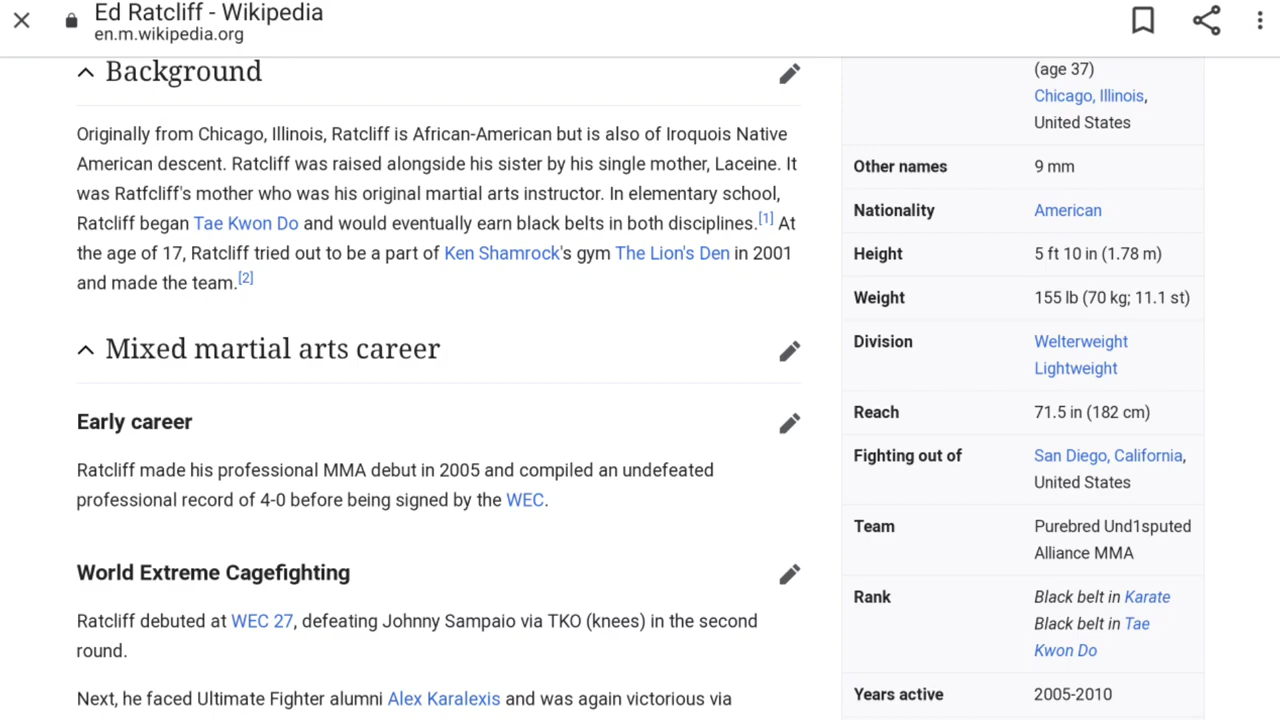 Ed Ratcliff - Wikipedia
en.m.wikipedia.org
Background
Originally from Chicago, Illinois, Ratcliff is African-American but is also of Iroquois Native
American descent. Ratcliff was raised alongside his sister by his single mother, Laceine. It
was Ratfcliff's mother who was his original martial arts instructor. In elementary school,
Ratcliff began Tae Kwon Do and would eventually earn black belts in both disciplines.[1] At
the age of 17, Ratcliff tried out to be a part of Ken Shamrock's gym The Lion's Den in 2001
and made the team.[2]
Mixed martial arts career
Early career
Ratcliff made his professional MMA debut in 2005 and compiled an undefeated
professional record of 4-0 before being signed by the WEC.
World Extreme Cagefighting
Ratcliff debuted at WEC 27, defeating Johnny Sampaio via TKO (knees) in the second
round.
Next, he faced Ultimate Fighter alumni Alex Karalexis and was again victorious via
(age 37)
Chicago, Illinois,
United States
Other names 9 mm
Nationality American
Height 5 ft 10 in (1.78 m)
Weight 155 lb (70 kg; 11.1 st)
Division Welterweight
Lightweight
Reach 71.5 in (182 cm)
Fighting out of San Diego, California,
United States
Team Purebred Und1sputed
Alliance MMA
Rank Black belt in Karate
Black belt in Tae
Kwon Do
Years active 2005-2010